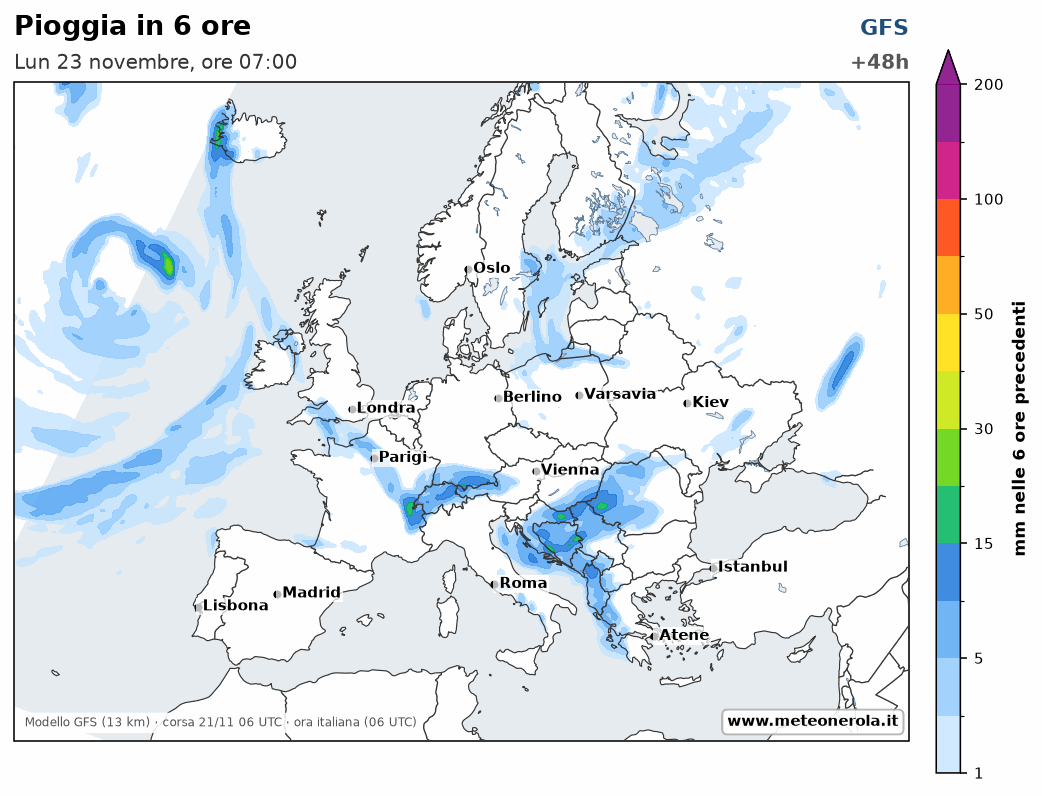 Pioggia in 6 ore
GFS
Lun 23 novembre, ore 07:00
+48h
200
100
50
30
15
5
1
mm nelle 6 ore precedenti
Oslo
Londra
Berlino
Varsavia
Kiev
Parigi
Vienna
Istanbul
Roma
Madrid
Lisbona
Atene
Modello GFS (13 km) · corsa 21/11 06 UTC · ora italiana (06 UTC)
www.meteonerola.it